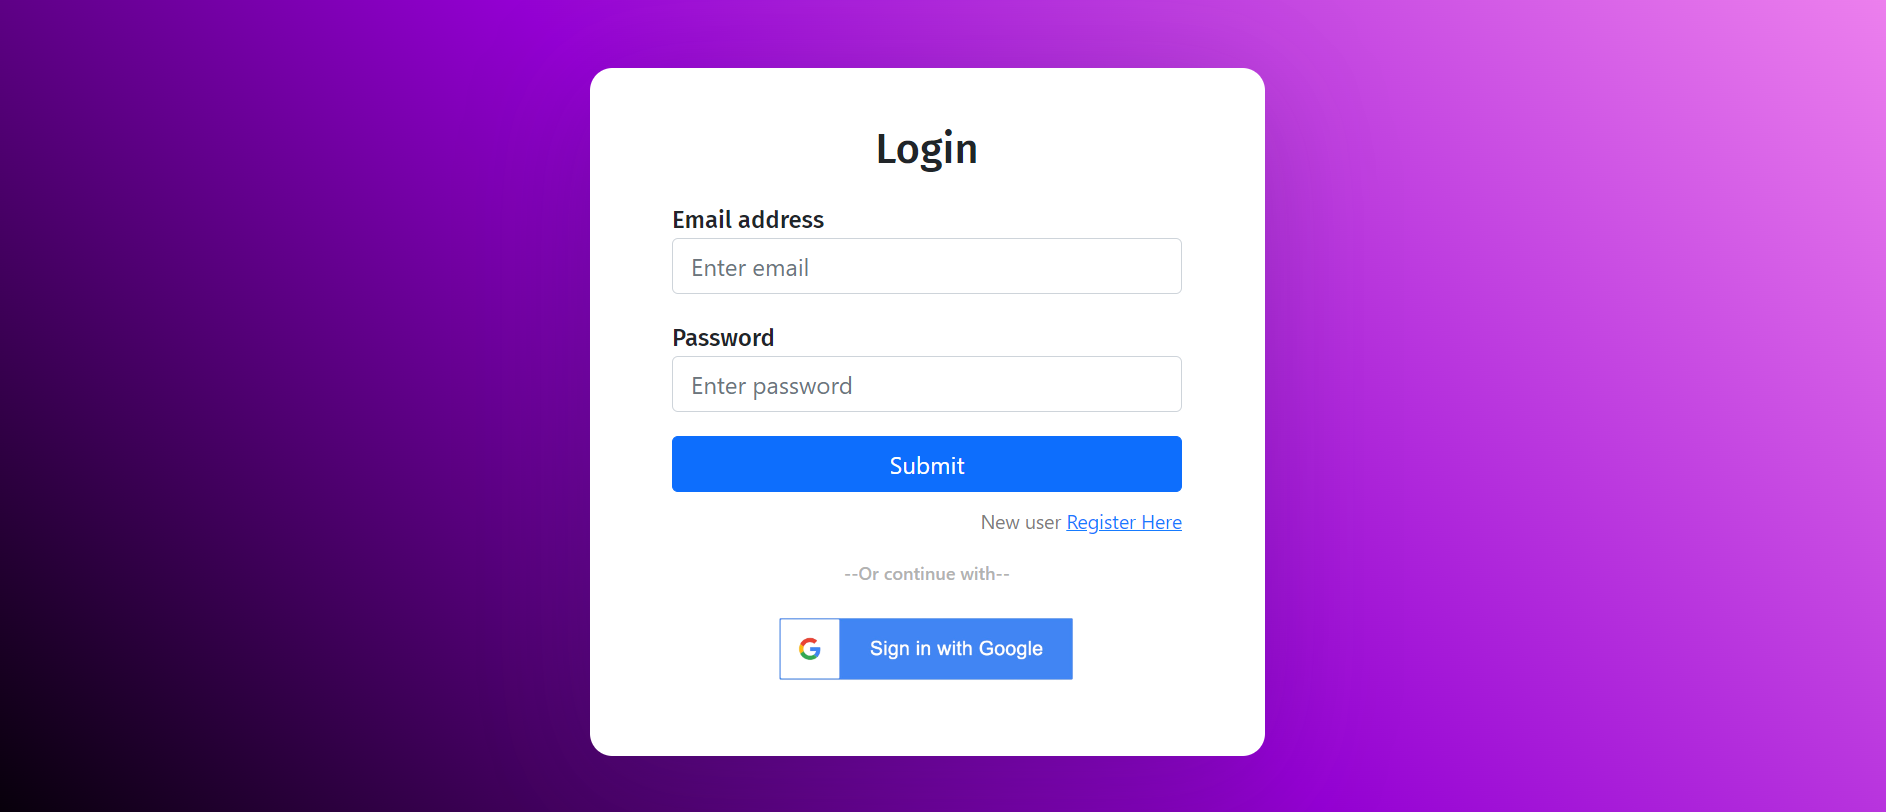 Login
Email address
Enter email
Password
Enter password
Submit
New user Register Here
--Or continue with--
Sign in with Google